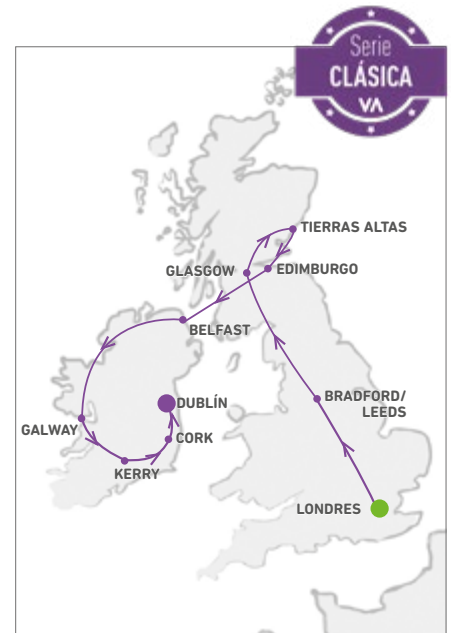 Serie
CLÁSICA
VA
TIERRAS ALTAS
GLASGOW
EDIMBURGO
BELFAST
DUBLÍN
BRADFORD/
LEEDS
GALWAY
CORK
KERRY
LONDRES